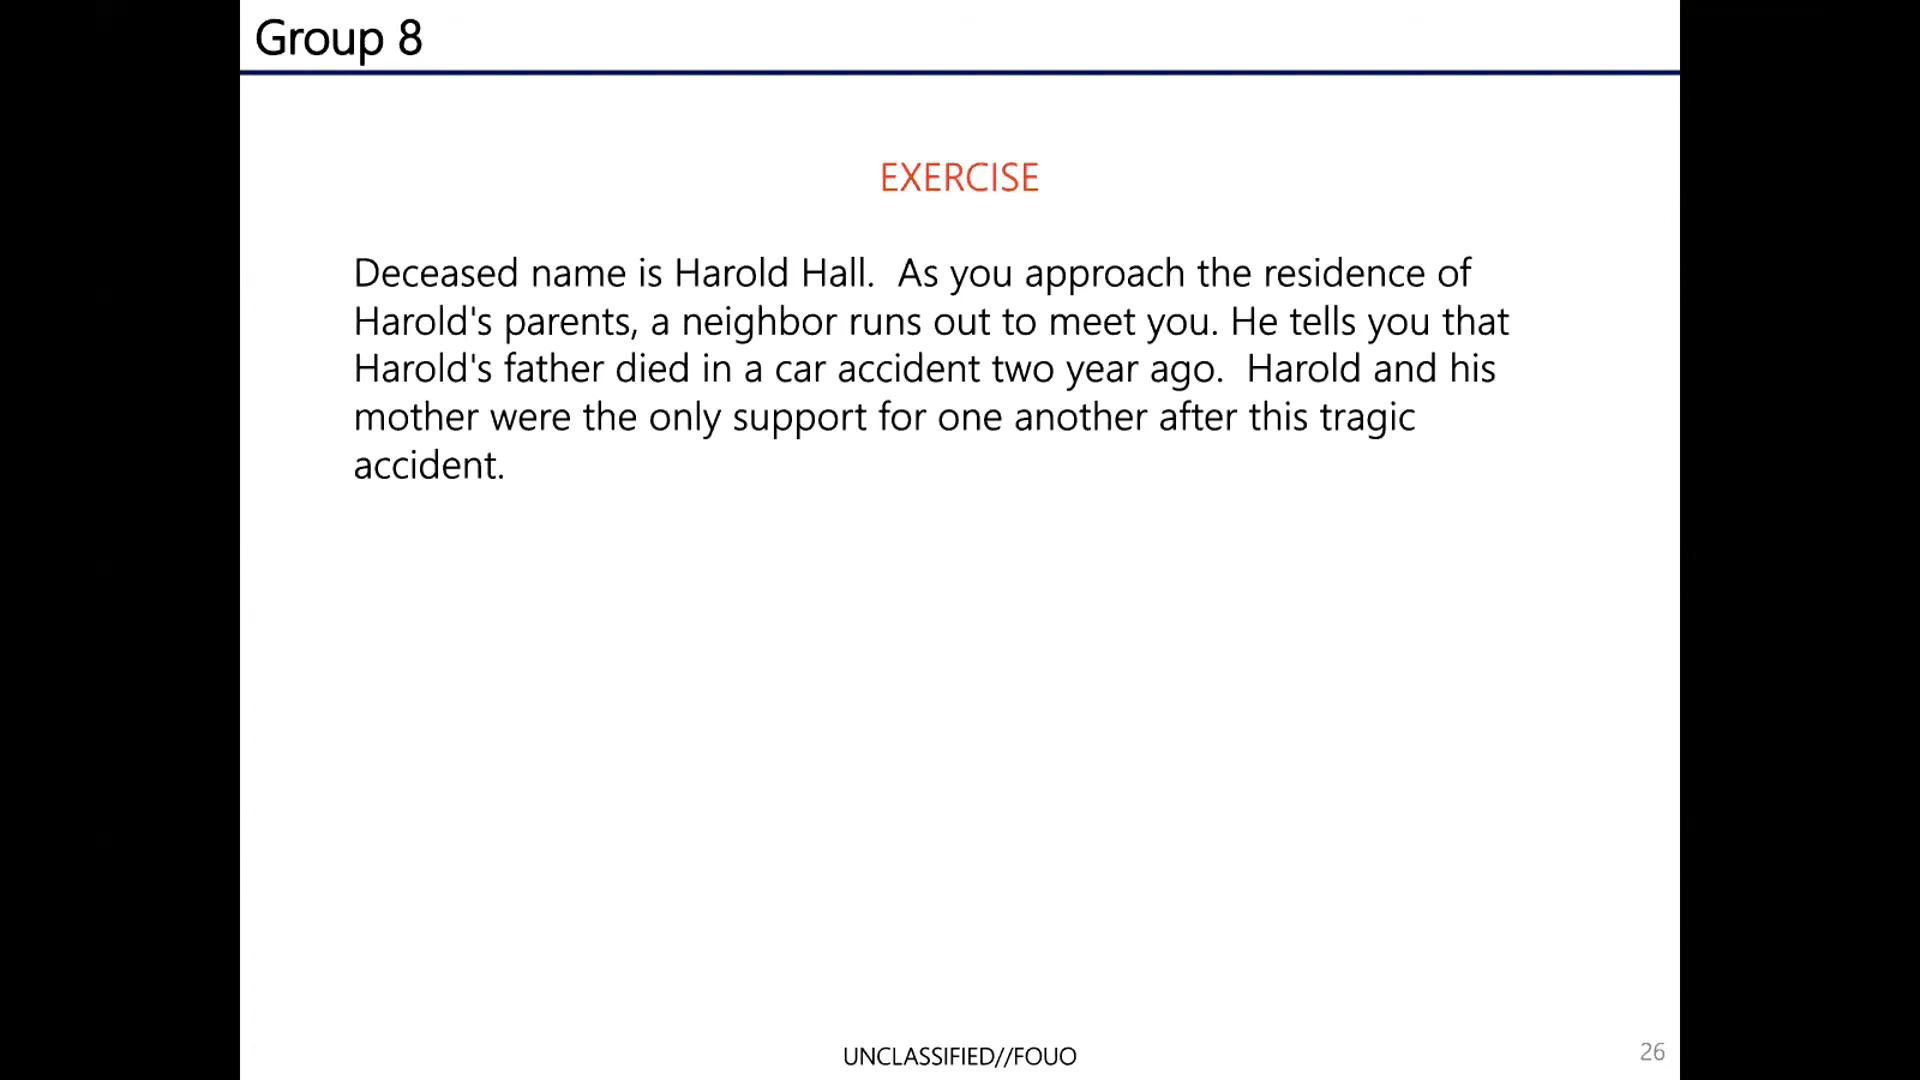 Group 8
EXERCISE
Deceased name is Harold Hall.  As you approach the residence of
Harold's parents, a neighbor runs out to meet you. He tells you that
Harold's father died in a car accident two year ago.  Harold and his
mother were the only support for one another after this tragic
accident.
UNCLASSIFIED//FOUO
26